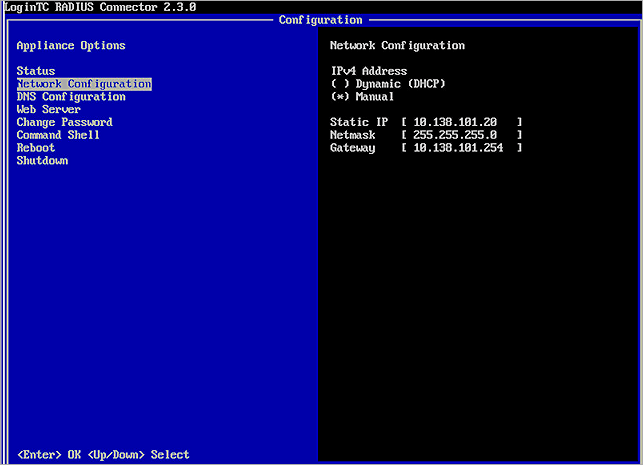 LoginTC RADIUS Connector 2.3.0
Configuration
Appliance Options
Status
Network Configuration
DNS Configuration
Web Server
Change Password
Command Shell
Reboot
Shutdown
<Enter> OK <Up/Down> Select
Network Configuration
IPv4 Address
( ) Dynamic (DHCP)
(*) Manual
Static IP [ 10.138.101.20 ]
Netmask [ 255.255.255.0 ]
Gateway [ 10.138.101.254 ]